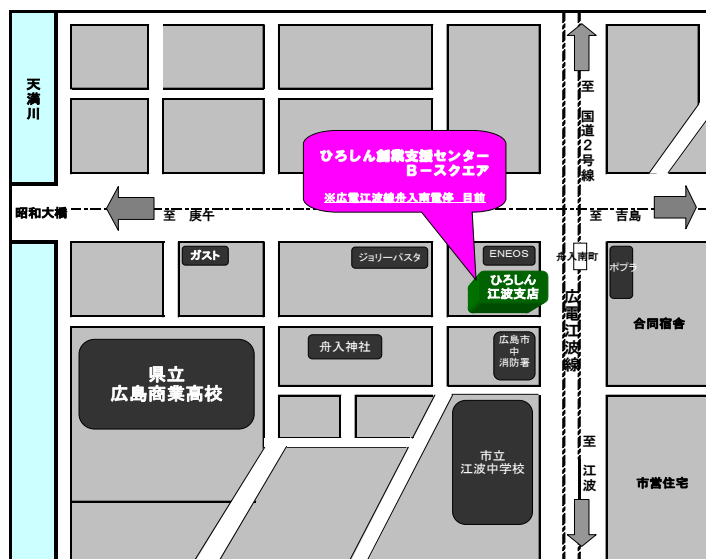 天満川
至 国道2号線
ひろしん創業支援センター
B－スクエア
※広電江波線舟入南電停 目前
昭和大橋
至 庚午
至 吉島
ガスト
ジョリーパスタ
ENEOS
舟入南町
ポプラ
ひろしん
江波支店
広電江波線
合同宿舎
舟入神社
広島市
中
消防署
県立
広島商業高校
市立
江波中学校
至 江波
市営住宅